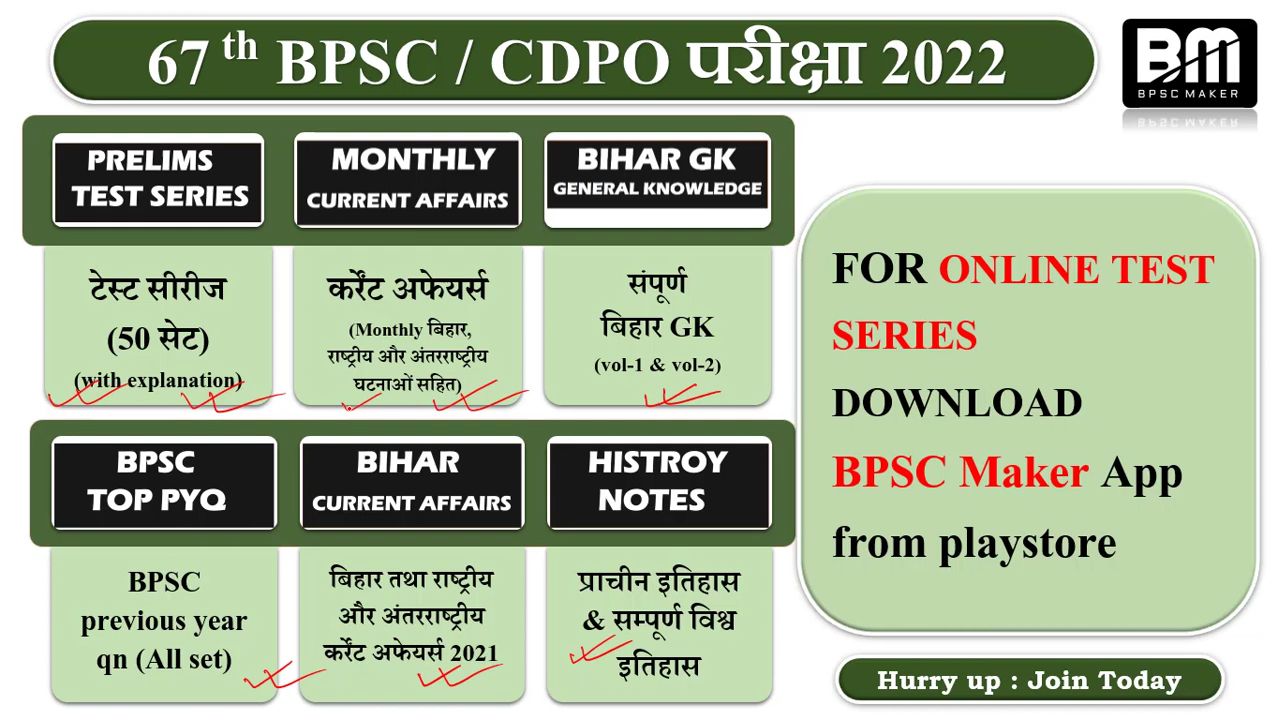 67 th BPSC / CDPO परीक्षा 2022
BM
BPSC MAKER
PRELIMS
TEST SERIES
टेस्ट सीरीज
(50 सेट)
(with explanation)
MONTHLY
CURRENT AFFAIRS
कर्रेंट अफेयर्स
(Monthly बिहार,
राष्ट्रीय और अंतरराष्ट्रीय
घटनाओं सहित)
BIHAR GK
GENERAL KNOWLEDGE
संपूर्ण
बिहार GK
(vol-1 & vol-2)
BPSC
TOP PYQ
BPSC
previous year
qn (All set)
BIHAR
CURRENT AFFAIRS
बिहार तथा राष्ट्रीय
और अंतरराष्ट्रीय
कर्रेंट अफेयर्स 2021
HISTROY
NOTES
प्राचीन इतिहास
& सम्पूर्ण विश्व
इतिहास
FOR ONLINE TEST
SERIES
DOWNLOAD
BPSC Maker App
from playstore
Hurry up : Join Today